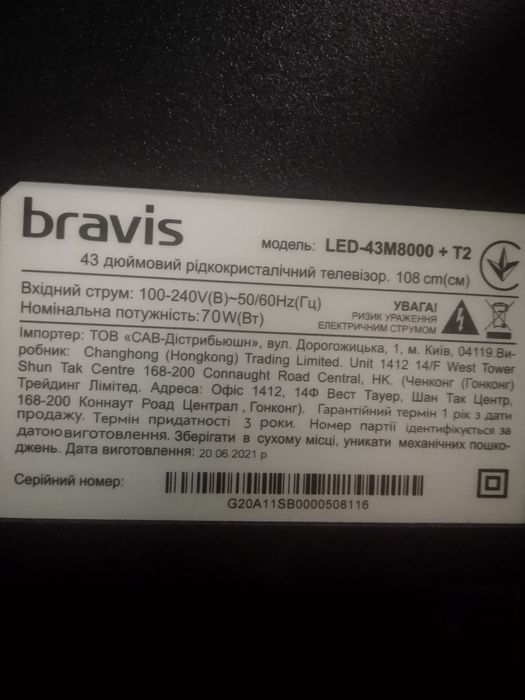 bravis
модель: LED-43M8000 + T2
43 дюймовий рідкокристалічний телевізор. 108 cm(см)
Вхідний струм: 100-240V(В)~50/60Hz(Гц)
Номінальна потужність:70W(Вт)
УВАГА!
РИЗИК УРАЖЕННЯ
ЕЛЕКТРИЧНИМ СТРУМОМ
Імпортер: ТОВ «САВ-Дістрибьюшн», вул. Дорогожицька, 1, м. Київ, 04119.Ви-
робник: Changhong (Hongkong) Trading Limited. Unit 1412 14/F West Tower
Shun Tak Centre 168-200 Connaught Road Central, HK. (Ченконг (Гонконг)
Трейдинг Лімітед. Адреса: Офіс 1412, 14Ф Вест Тауер, Шан Так Центр,
168-200 Коннаут Роад Централ , Гонконг). Гарантійний термін 1 рік з дати
продажу. Термін придатності 3 роки. Номер партії ідентифікується за
датою виготовлення. Зберігати в сухому місці, уникати механічних пошко-
джень. Дата виготовлення: 20 06 2021 р
Серійний номер:
G20A11SB0000508116